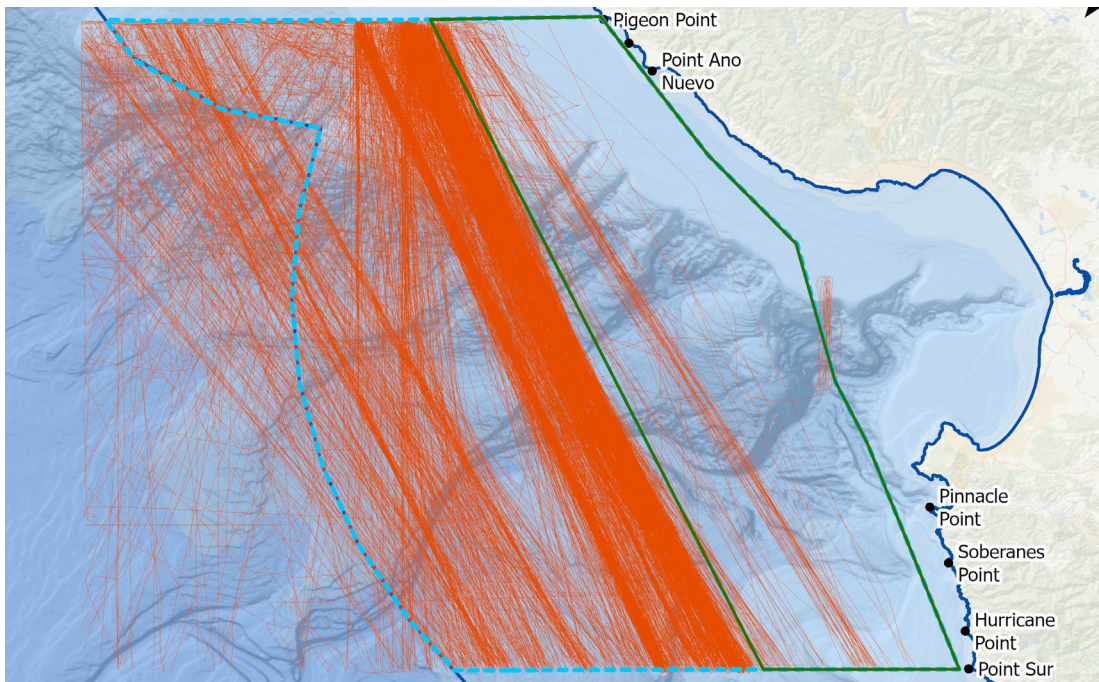 Pigeon Point
Point Ano
Nuevo
Pinnacle
Point
Soberanes
Point
Hurricane
Point
Point Sur